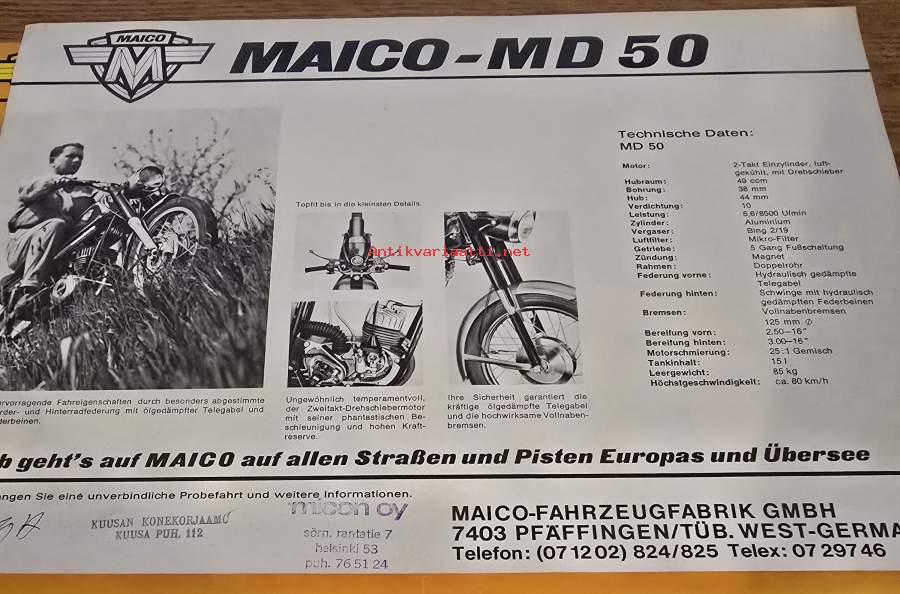 MAICO
M
MAICO-MD 50
Technische Daten:
MD 50
Motor: 2-Takt Einzylinder, luft-
gekühlt, mit Drehschieber
Hubraum: 49 ccm
Bohrung: 38 mm
Hub: 44 mm
Verdichtung: 10
Leistung: 5,6/8500 U/min
Zylinder: Aluminium
Vergaser: Bing 2/19
Luftfilter: Mikro-Filter
Getriebe: 5 Gang Fußschaltung
Zündung: Magnet
Rahmen: Doppelrohr
Federung vorne: Hydraulisch gedämpfte
Telegabel
Federung hinten: Schwinge mit hydraulisch
gedämpften Federbeinen
Bremsen: Vollnabenbremsen
125 mm ∅
Bereifung vorn: 2.50—16"
Bereifung hinten: 3.00—16"
Motorschmierung: 25:1 Gemisch
Tankinhalt: 15 l
Leergewicht: 85 kg
Höchstgeschwindigkeit: ca. 80 km/h
Topfit bis in die kleinsten Details.
Antikvariaatti.net
ervorragende Fahreigenschaften durch besonders abgestimmte
rder- und Hinterradfederung mit ölgedämpfter Telegabel und
derbeinen.
Ungewöhnlich temperamentvoll,
der Zweitakt-Drehschiebermotor
mit seiner phantastischen Be-
schleunigung und hohen Kraft-
reserve.
Ihre Sicherheit garantiert die
kräftige ölgedämpfte Telegabel
und die hochwirksame Vollnaben-
bremsen.
b geht's auf MAICO auf allen Straßen und Pisten Europas und Übersee
angen Sie eine unverbindliche Probefahrt und weitere Informationen.
KUUSAN KONEKORJAAMO
KUUSA PUH. 112
micon oy
sörn. rantatie 7
helsinki 53
puh. 76 51 24
MAICO-FAHRZEUGFABRIK GMBH
7403 PFÄFFINGEN/TÜB. WEST-GERMA
Telefon: (0 71 2 02) 824/825 Telex: 07 297 46